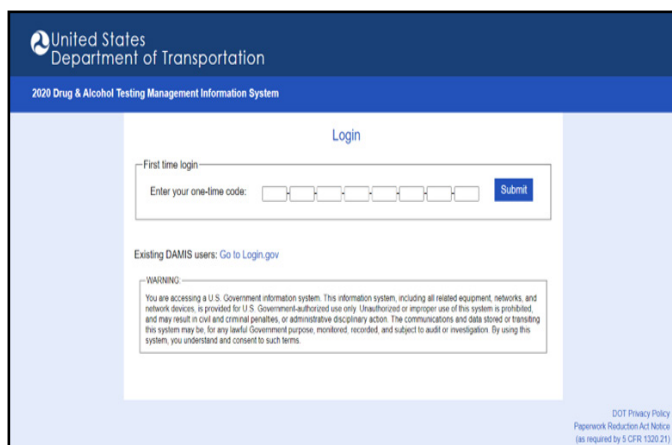 United States
Department of Transportation
2020 Drug & Alcohol Testing Management Information System
Login
First time login
Enter your one-time code:
Submit
Existing DAMIS users: Go to Login.gov
WARNING:
You are accessing a U.S. Government information system. This information system, including all related equipment, networks, and
network devices, is provided for U.S. Government-authorized use only. Unauthorized or improper use of this system is prohibited,
and may result in civil and criminal penalties, or administrative disciplinary action. The communications and data stored or transiting
this system may be, for any lawful Government purpose, monitored, recorded, and subject to audit or investigation. By using this
system, you understand and consent to such terms.
DOT Privacy Policy
Paperwork Reduction Act Notice
(as required by 5 CFR 1320.21)